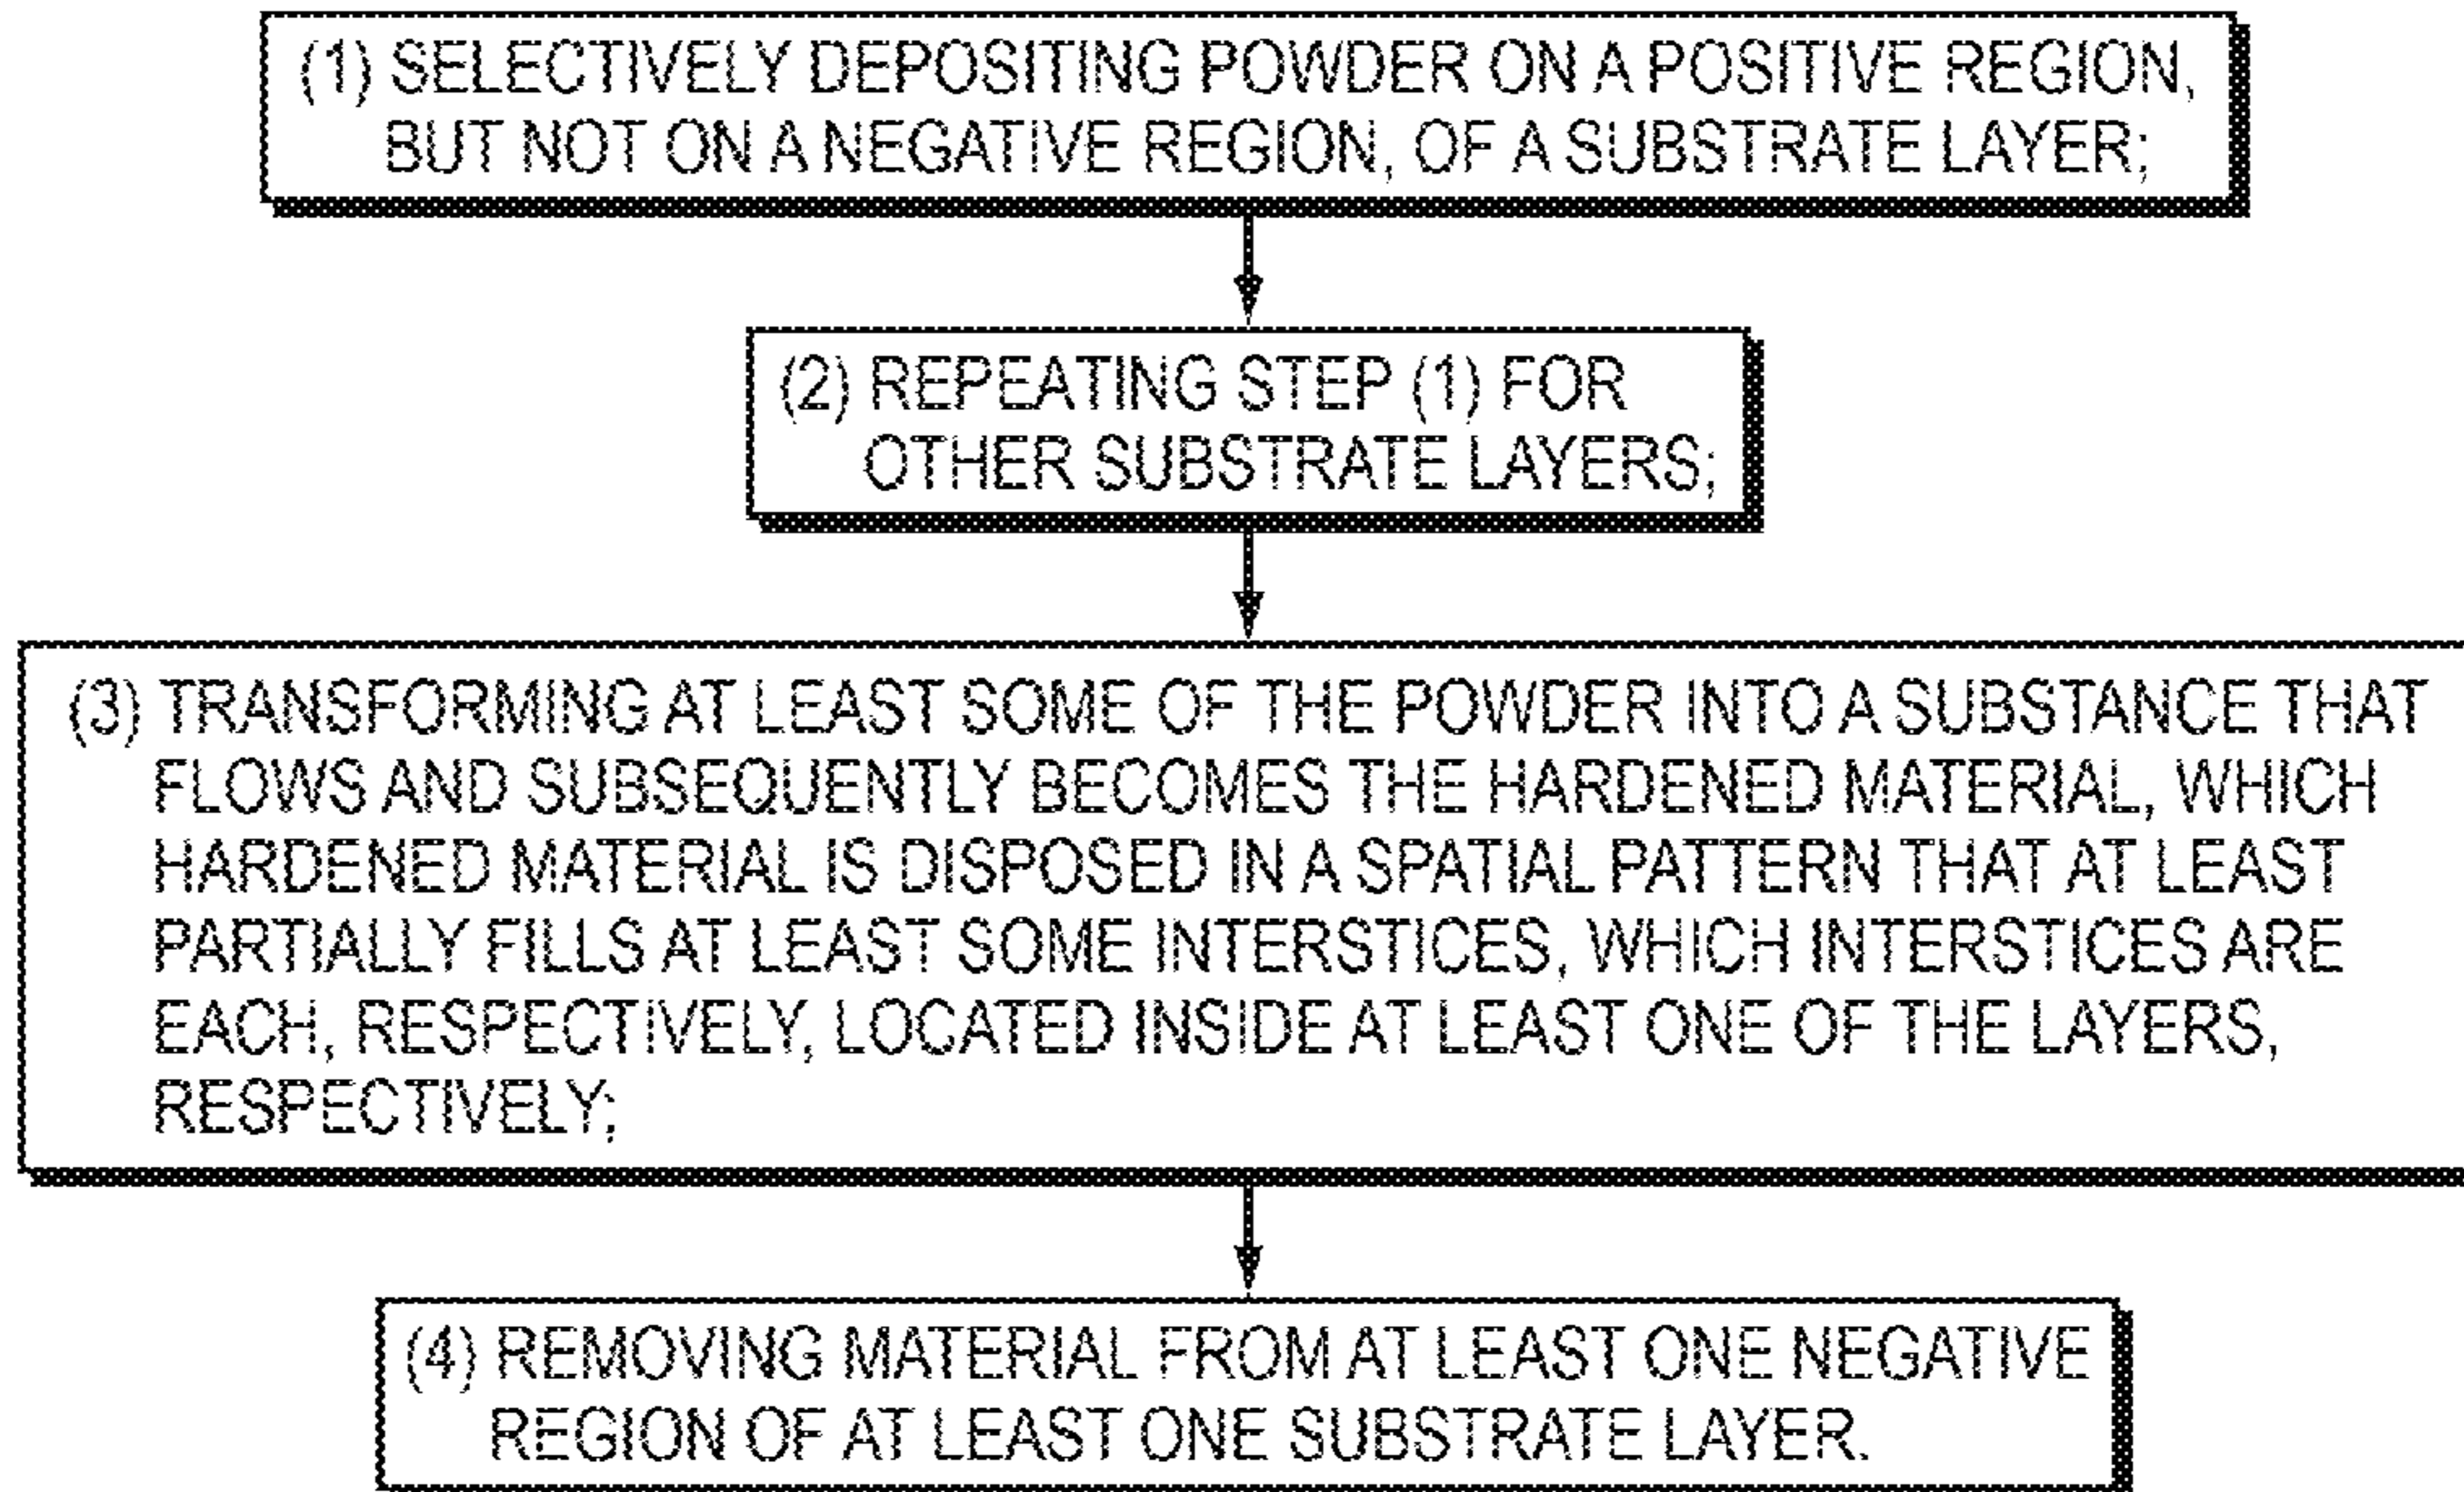 (1) SELECTIVELY DEPOSITING POWDER ON A POSITIVE REGION,
BUT NOT ON A NEGATIVE REGION, OF A SUBSTRATE LAYER;
(2) REPEATING STEP (1) FOR
OTHER SUBSTRATE LAYERS;
(3) TRANSFORMING AT LEAST SOME OF THE POWDER INTO A SUBSTANCE THAT
FLOWS AND SUBSEQUENTLY BECOMES THE HARDENED MATERIAL, WHICH
HARDENED MATERIAL IS DISPOSED IN A SPATIAL PATTERN THAT AT LEAST
PARTIALLY FILLS AT LEAST SOME INTERSTICES, WHICH INTERSTICES ARE
EACH, RESPECTIVELY, LOCATED INSIDE AT LEAST ONE OF THE LAYERS,
RESPECTIVELY;
(4) REMOVING MATERIAL FROM AT LEAST ONE NEGATIVE
REGION OF AT LEAST ONE SUBSTRATE LAYER.